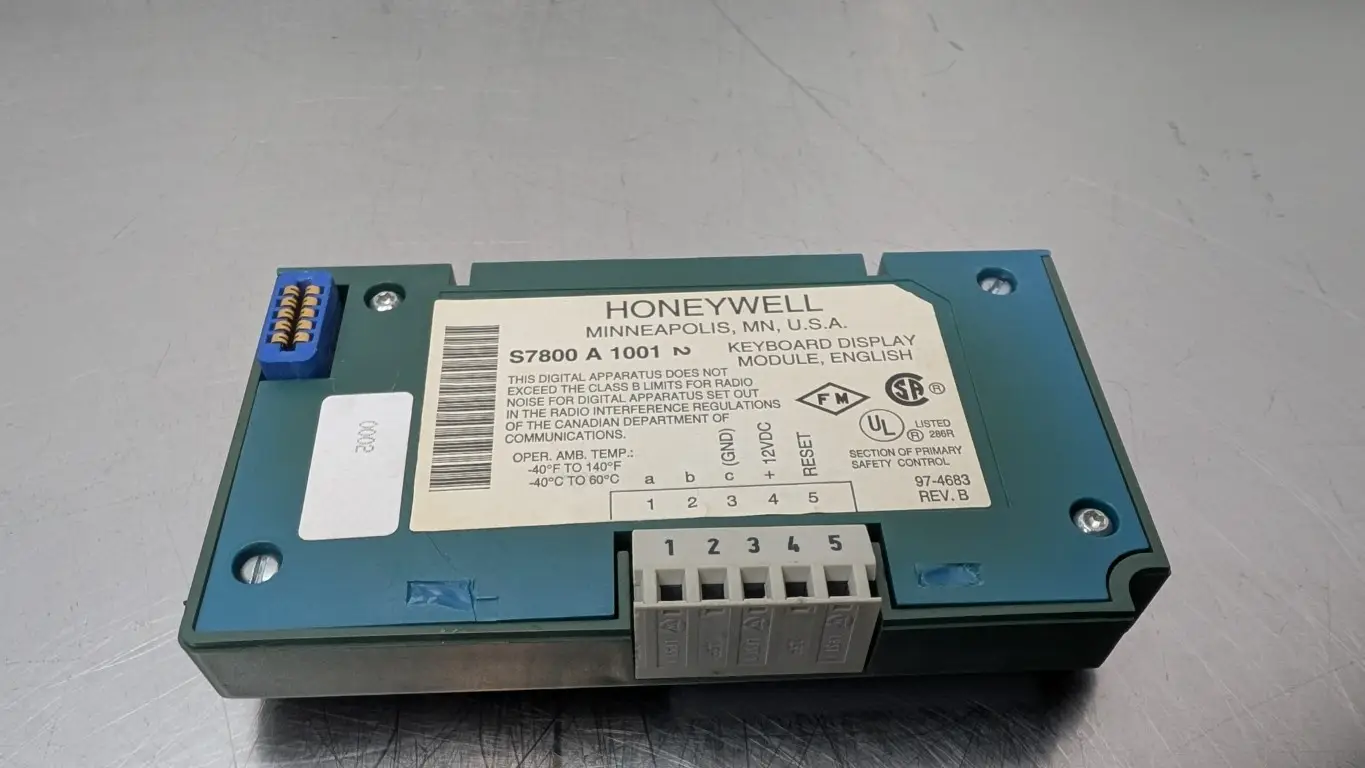 HONEYWELL
MINNEAPOLIS, MN, U.S.A.
S7800 A 1001 2
KEYBOARD DISPLAY
MODULE, ENGLISH
THIS DIGITAL APPARATUS DOES NOT
EXCEED THE CLASS B LIMITS FOR RADIO
NOISE FOR DIGITAL APPARATUS SET OUT
IN THE RADIO INTERFERENCE REGULATIONS
OF THE CANADIAN DEPARTMENT OF
COMMUNICATIONS.
FM
SA ®
UL ®
LISTED
286R
OPER. AMB. TEMP.:
-40°F TO 140°F
-40°C TO 60°C
SECTION OF PRIMARY
SAFETY CONTROL
97-4683
REV. B
a b c (GND) + 12VDC RESET
1 2 3 4 5
0002
1 2 3 4 5